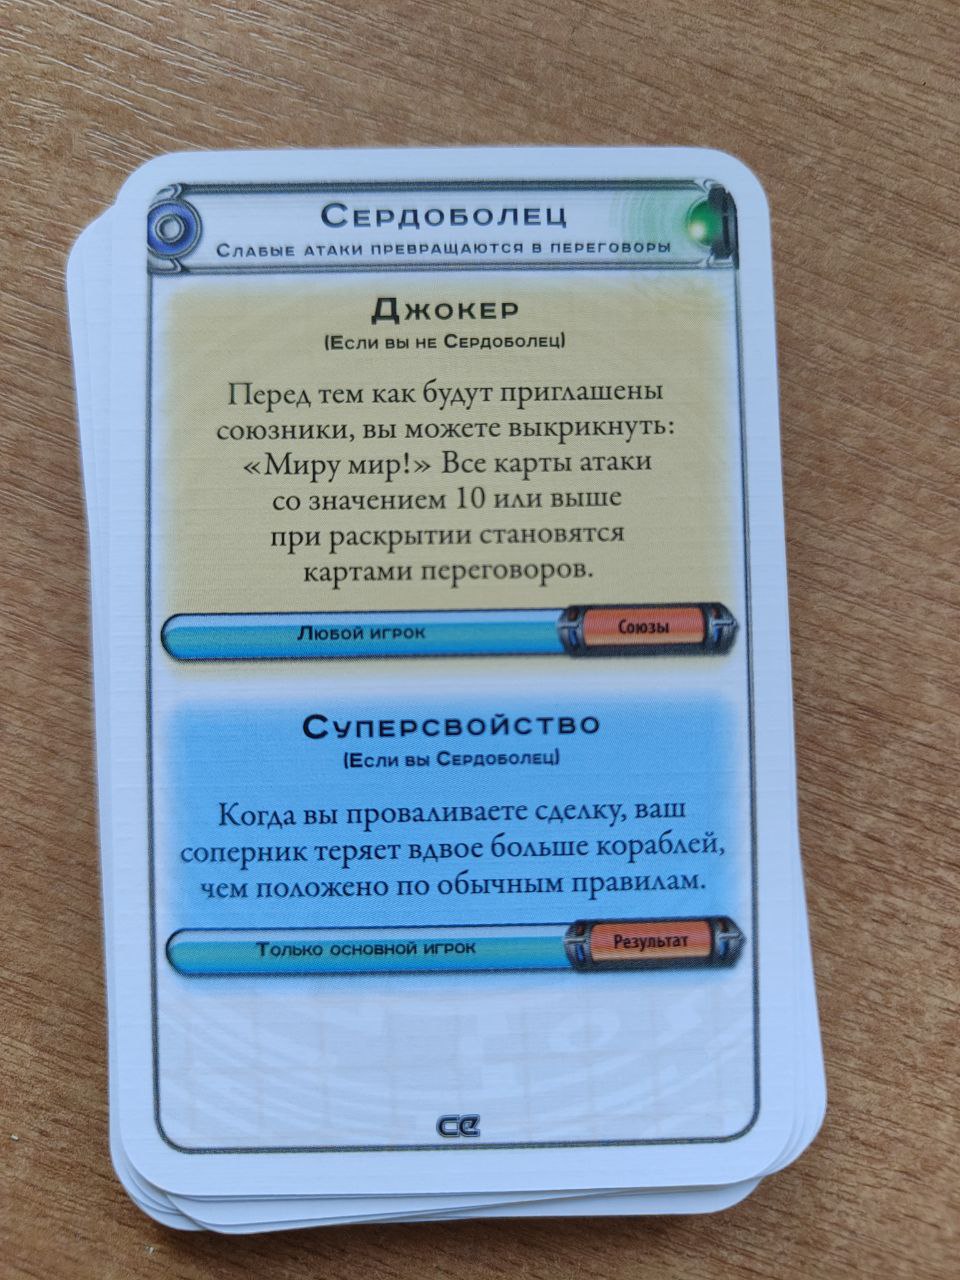 Сердоболец
Слабые атаки превращаются в переговоры
Джокер
(Если вы не Сердоболец)
Перед тем как будут приглашены
союзники, вы можете выкрикнуть:
«Миру мир!» Все карты атаки
со значением 10 или выше
при раскрытии становятся
картами переговоров.
Любой игрок
Союзы
Суперсвойство
(Если вы Сердоболец)
Когда вы проваливаете сделку, ваш
соперник теряет вдвое больше кораблей,
чем положено по обычным правилам.
Только основной игрок
Результат
CE